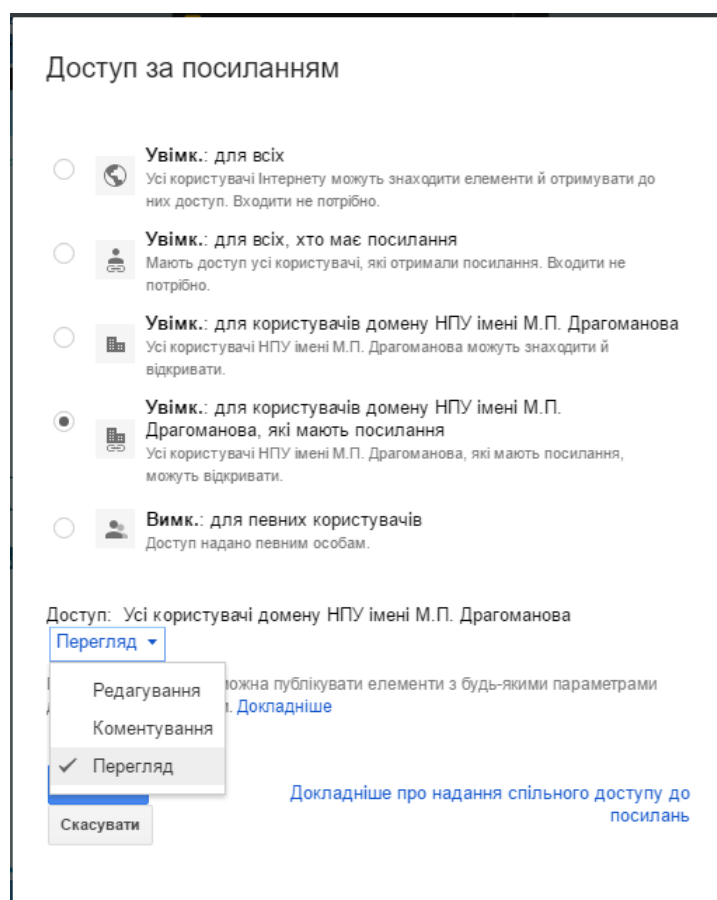 Доступ за посиланням
Увімк.: для всіх
Усі користувачі Інтернету можуть знаходити елементи й отримувати до
них доступ. Входити не потрібно.
Увімк.: для всіх, хто має посилання
Мають доступ усі користувачі, які отримали посилання. Входити не
потрібно.
Увімк.: для користувачів домену НПУ імені М.П. Драгоманова
Усі користувачі НПУ імені М.П. Драгоманова можуть знаходити й
відкривати.
Увімк.: для користувачів домену НПУ імені М.П.
Драгоманова, які мають посилання
Усі користувачі НПУ імені М.П. Драгоманова, які мають посилання,
можуть відкривати.
Вимк.: для певних користувачів
Доступ надано певним особам.
Доступ: Усі користувачі домену НПУ імені М.П. Драгоманова
Перегляд
публікувати елементи з будь-якими параметрами
Докладніше
Редагування
Коментування
Перегляд
Докладніше про надання спільного доступу до
посилань
Скасувати